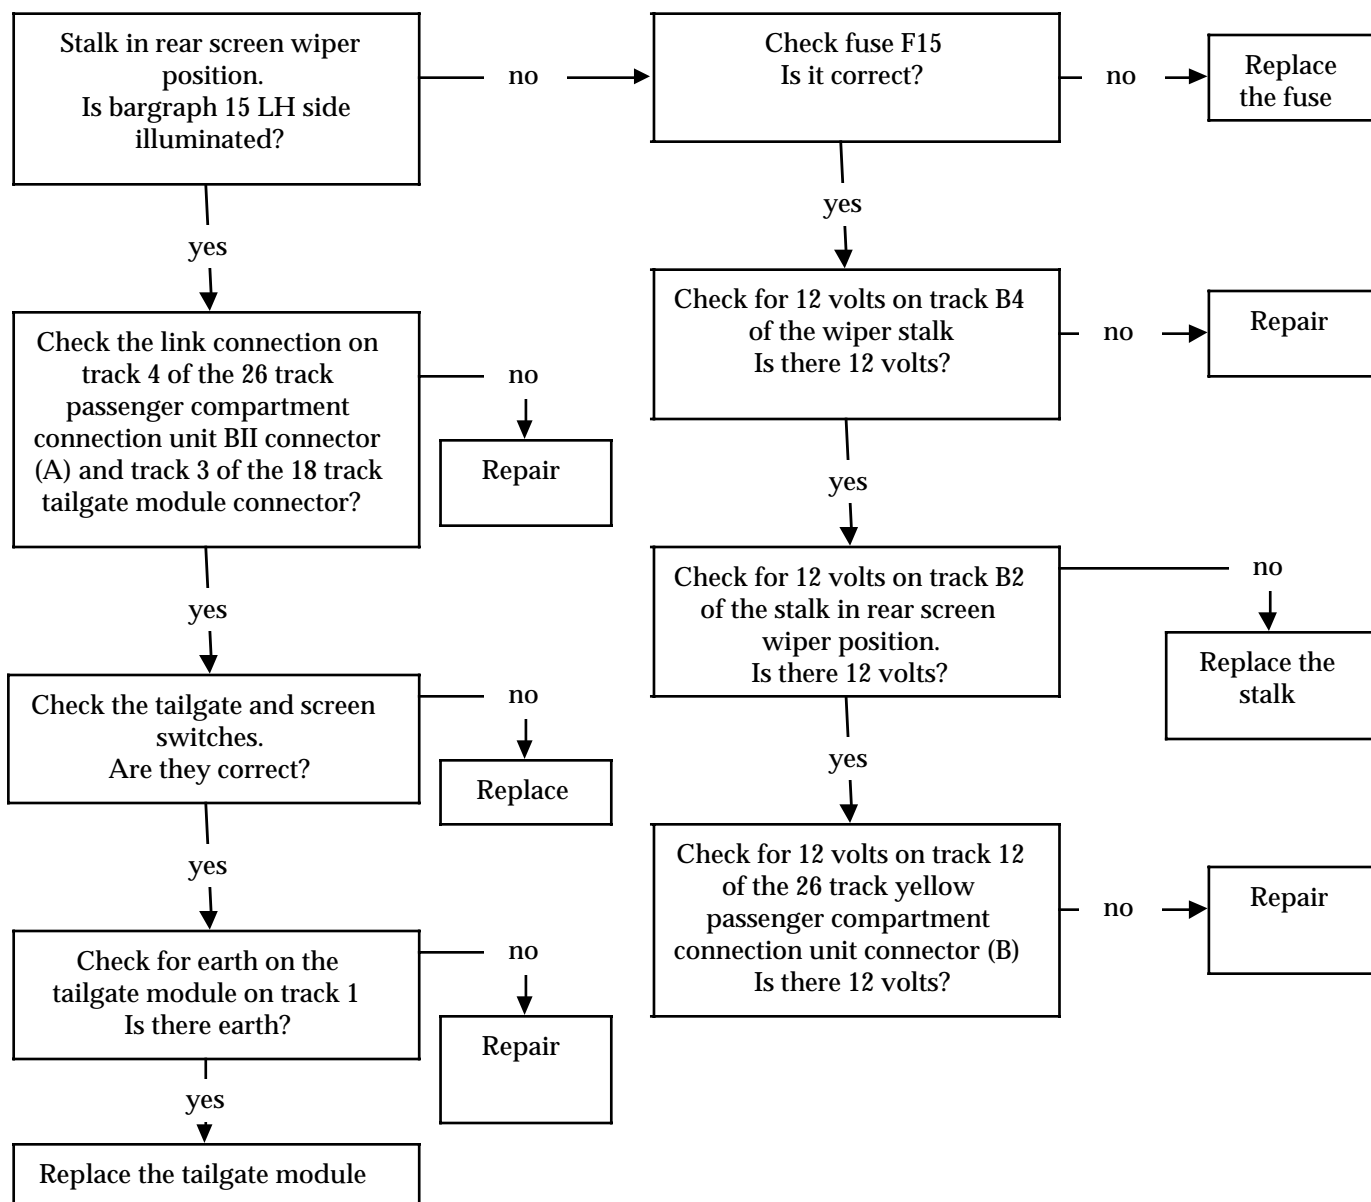 Stalk in rear screen wiper
position.
Is bargraph 15 LH side
illuminated?
no
Check fuse F15
Is it correct?
no
Replace
the fuse
yes
yes
Check the link connection on
track 4 of the 26 track
passenger compartment
connection unit BII connector
(A) and track 3 of the 18 track
tailgate module connector?
no
Repair
Check for 12 volts on track B4
of the wiper stalk
Is there 12 volts?
no
Repair
yes
yes
Check the tailgate and screen
switches.
Are they correct?
no
Replace
Check for 12 volts on track B2
of the stalk in rear screen
wiper position.
Is there 12 volts?
no
Replace the
stalk
yes
yes
Check for earth on the
tailgate module on track 1
Is there earth?
no
Repair
Check for 12 volts on track 12
of the 26 track yellow
passenger compartment
connection unit connector (B)
Is there 12 volts?
no
Repair
yes
Replace the tailgate module